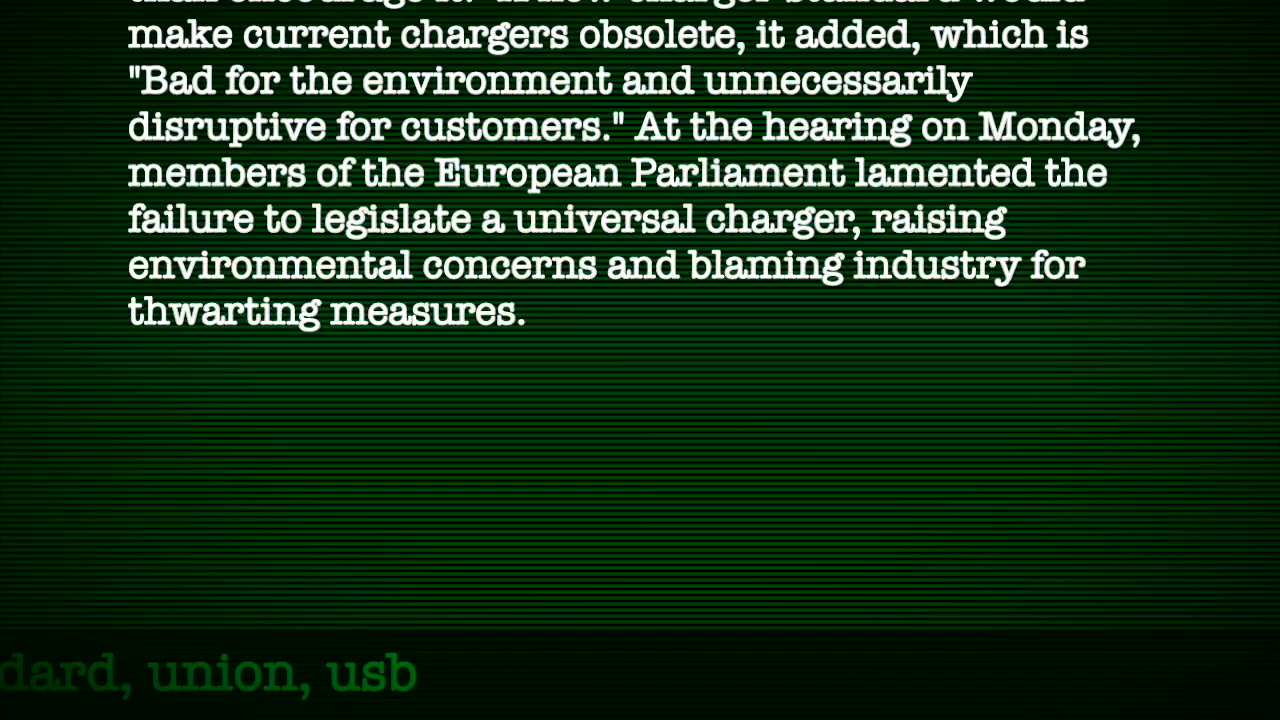 make current chargers obsolete, it added, which is
"Bad for the environment and unnecessarily
disruptive for customers." At the hearing on Monday,
members of the European Parliament lamented the
failure to legislate a universal charger, raising
environmental concerns and blaming industry for
thwarting measures.
dard, union, usb